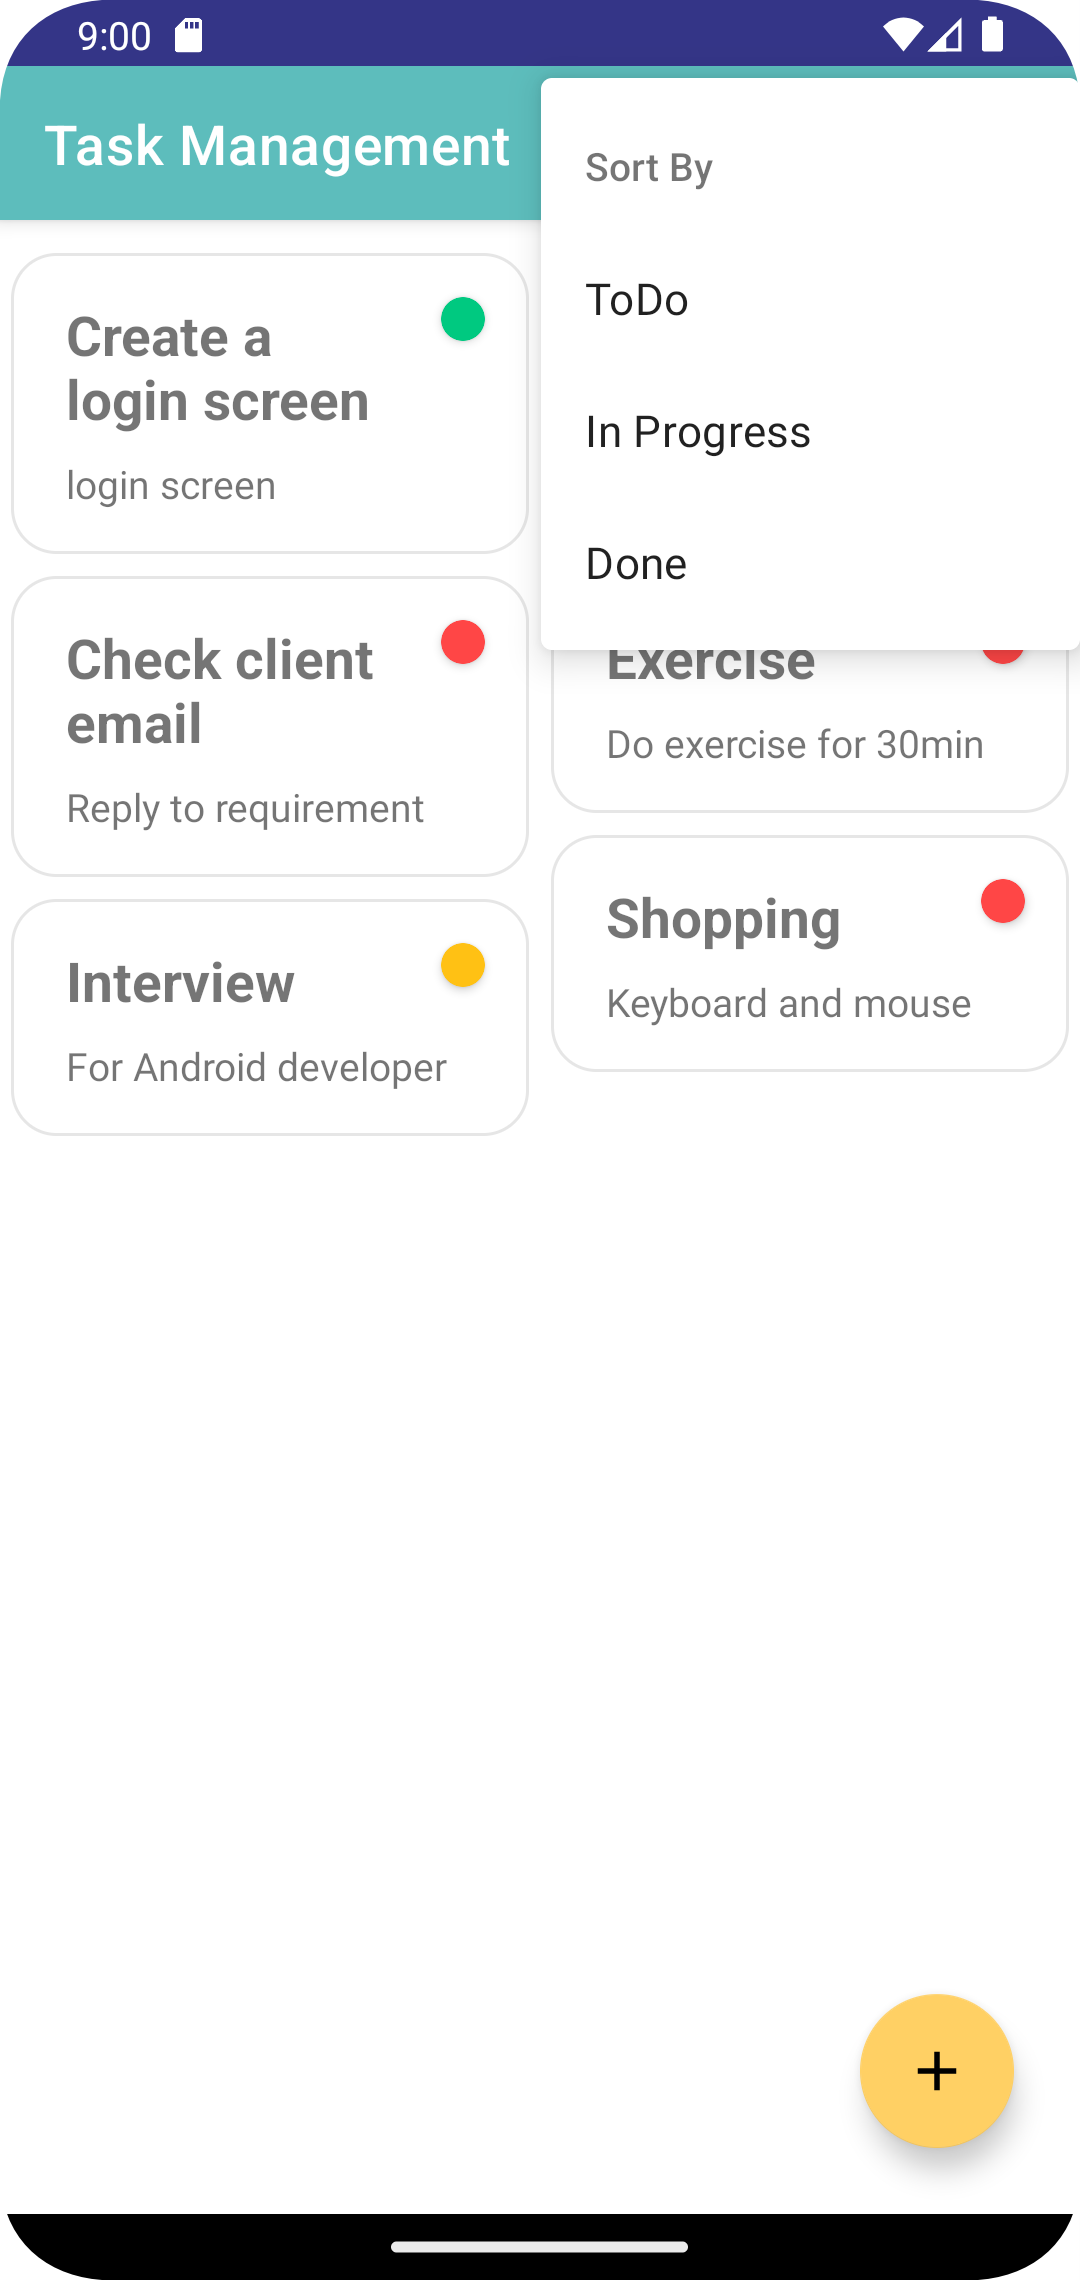 9:00
Task Management
Sort By
ToDo
In Progress
Done
Create a
login screen
login screen
Check client
email
Reply to requirement
Interview
For Android developer
Exercise
Do exercise for 30min
Shopping
Keyboard and mouse